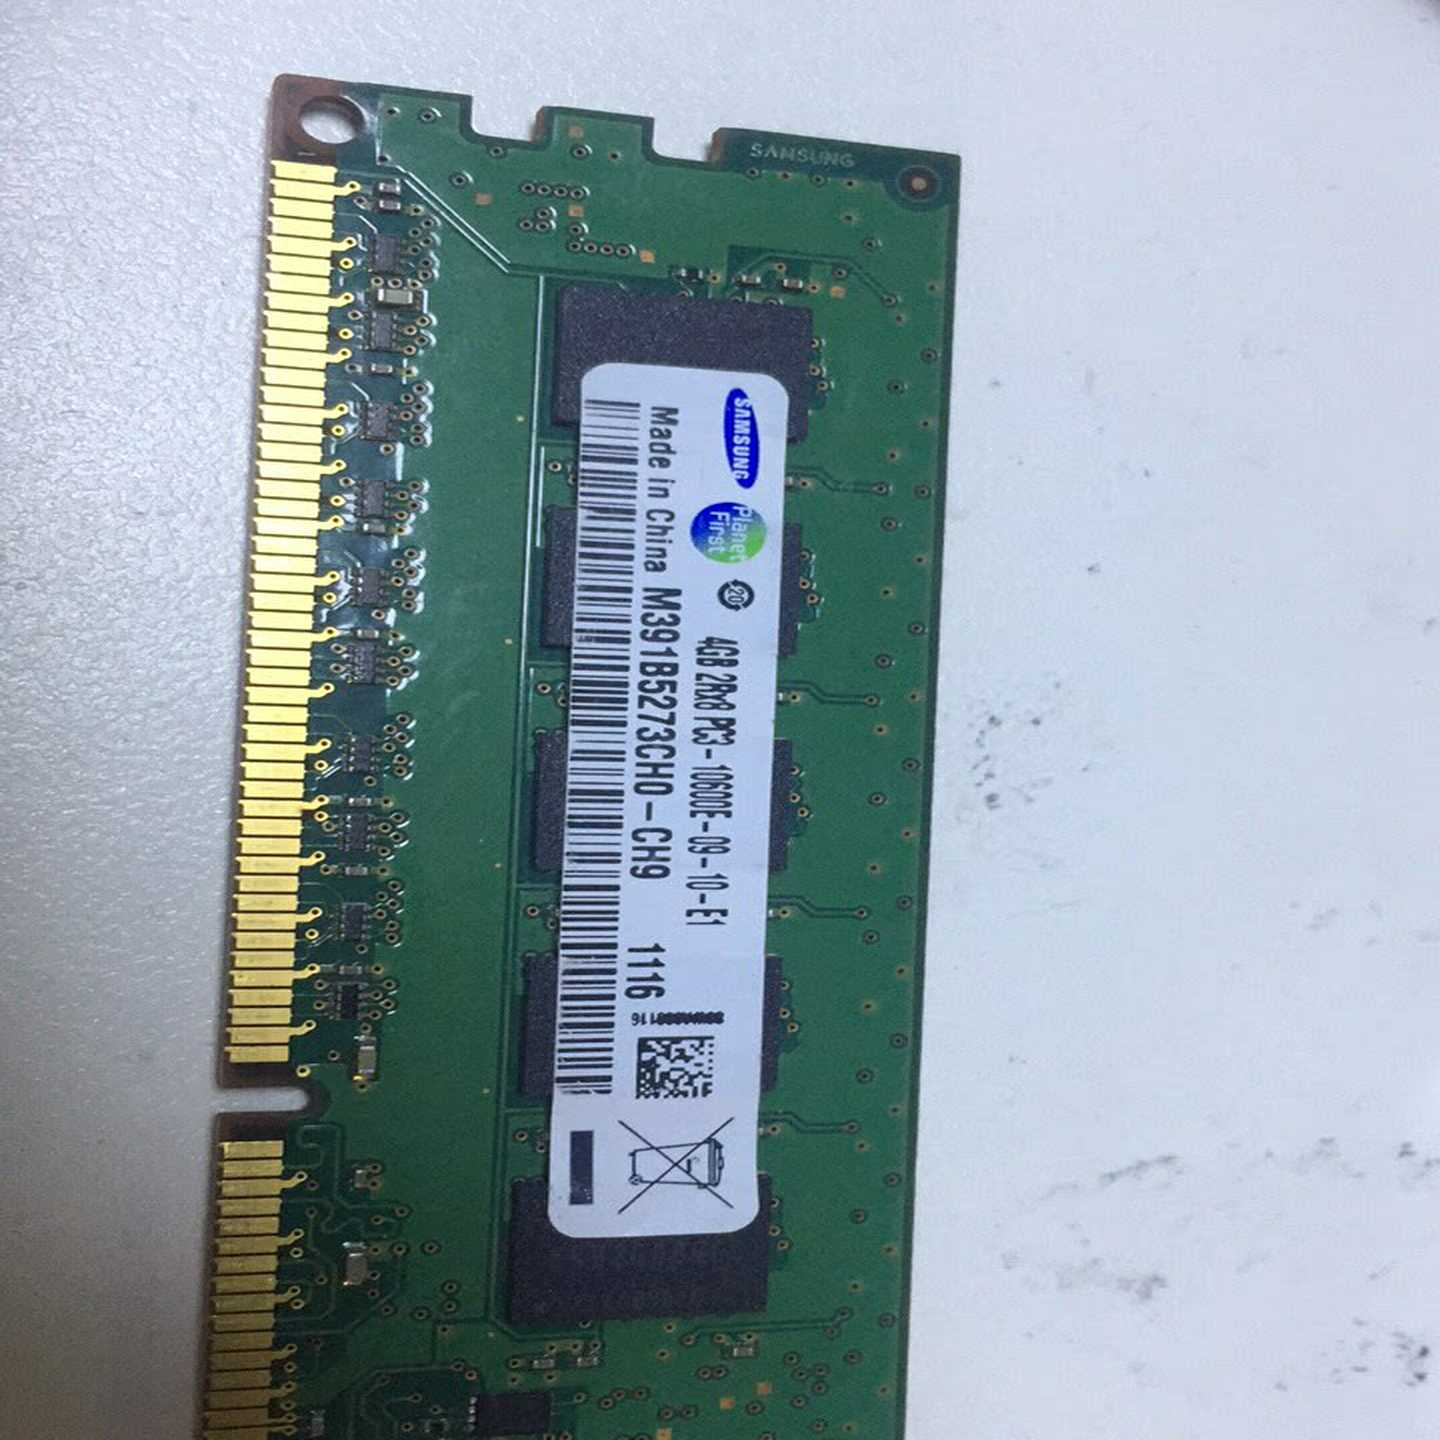 SAMSUNG
SAMSUNG
Planet
First
20
4GB 2Rx8 PC3-10600E-09-10-E1
Made in China M391B5273CH0-CH9 1116